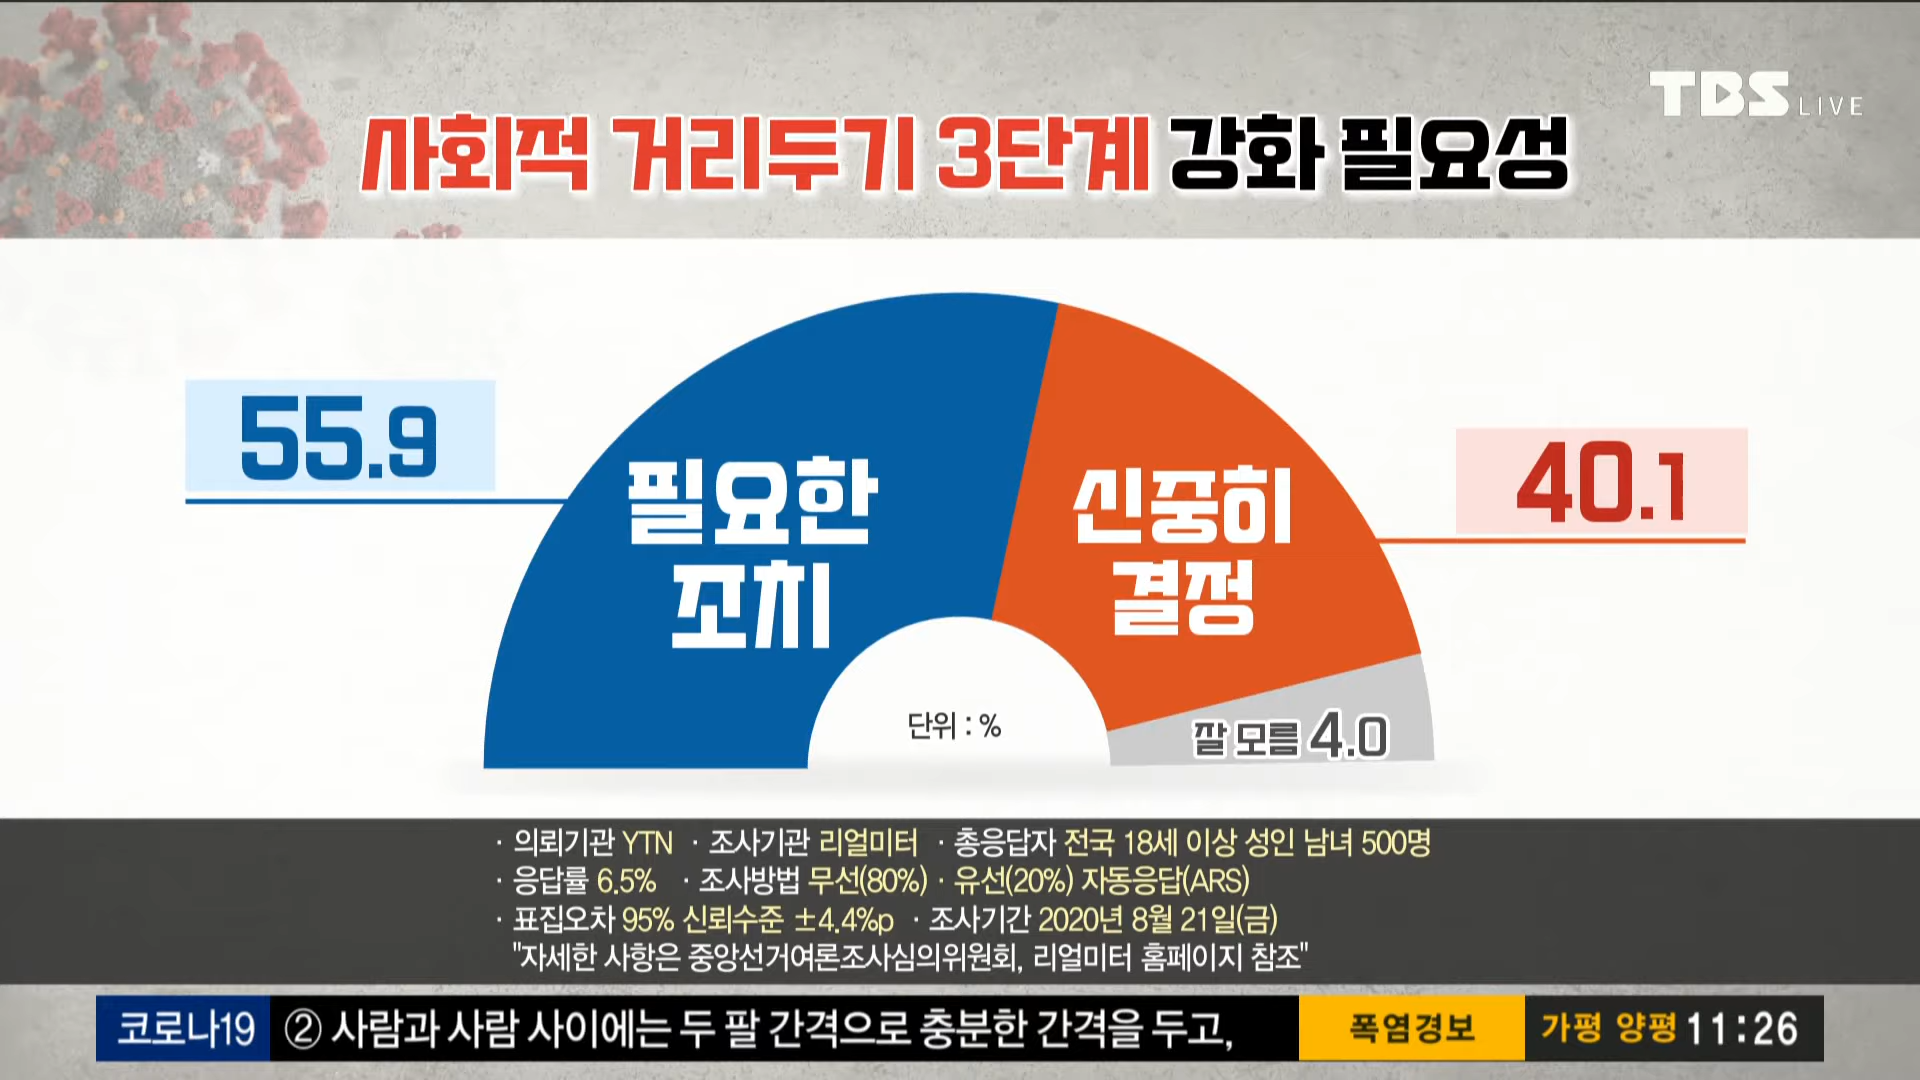 TBS LIVE
사회적 거리두기 3단계 강화 필요성
55.9
필요한
조치
40.1
신중히
결정
단위 : %
잘 모름 4.0
· 의뢰기관 YTN · 조사기관 리얼미터 · 총응답자 전국 18세 이상 성인 남녀 500명
· 응답률 6.5% · 조사방법 무선(80%) · 유선(20%) 자동응답(ARS)
· 표집오차 95% 신뢰수준 ±4.4%p · 조사기간 2020년 8월 21일(금)
"자세한 사항은 중앙선거여론조사심의위원회, 리얼미터 홈페이지 참조"
코로나19 ② 사람과 사람 사이에는 두 팔 간격으로 충분한 간격을 두고, 폭염경보 가평 양평 11:26